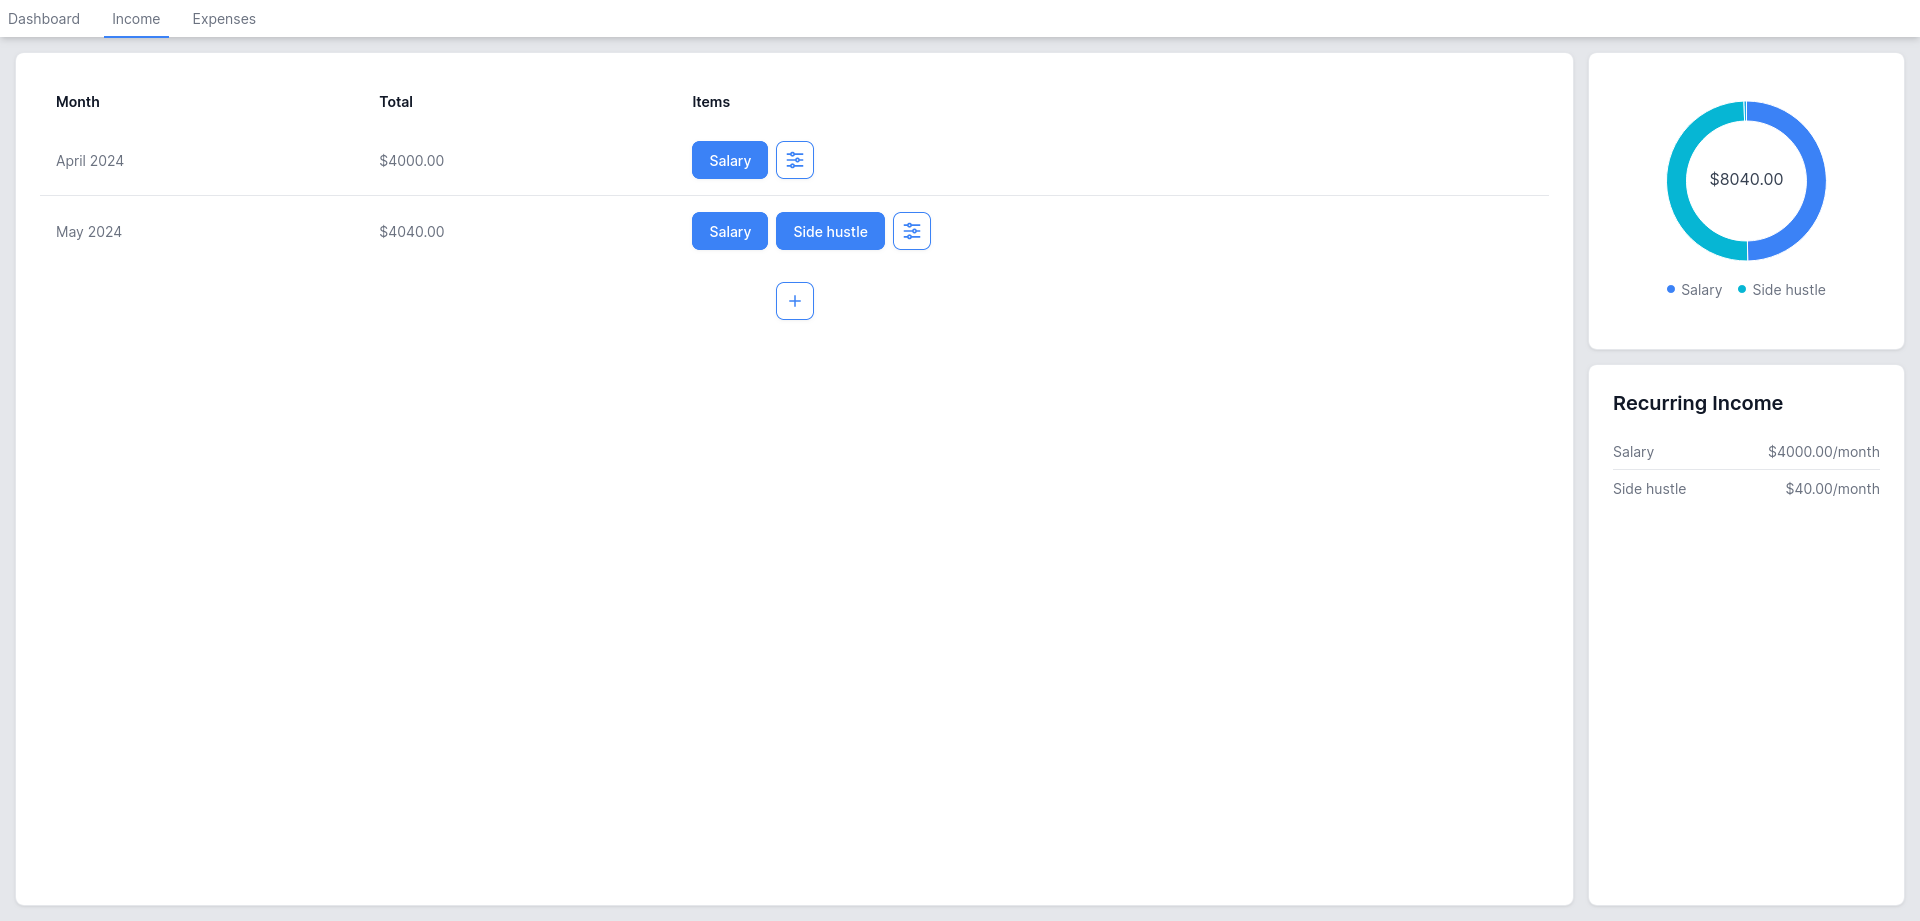 Dashboard Income Expenses
Month Total Items
April 2024 $4000.00 Salary
May 2024 $4040.00 Salary Side hustle
+
$8040.00
Salary Side hustle
Recurring Income
Salary $4000.00/month
Side hustle $40.00/month